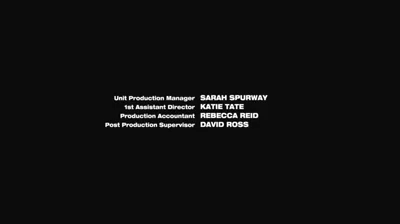 Unit Production Manager SARAH SPURWAY
1st Assistant Director KATIE TATE
Production Accountant REBECCA REID
Post Production Supervisor DAVID ROSS